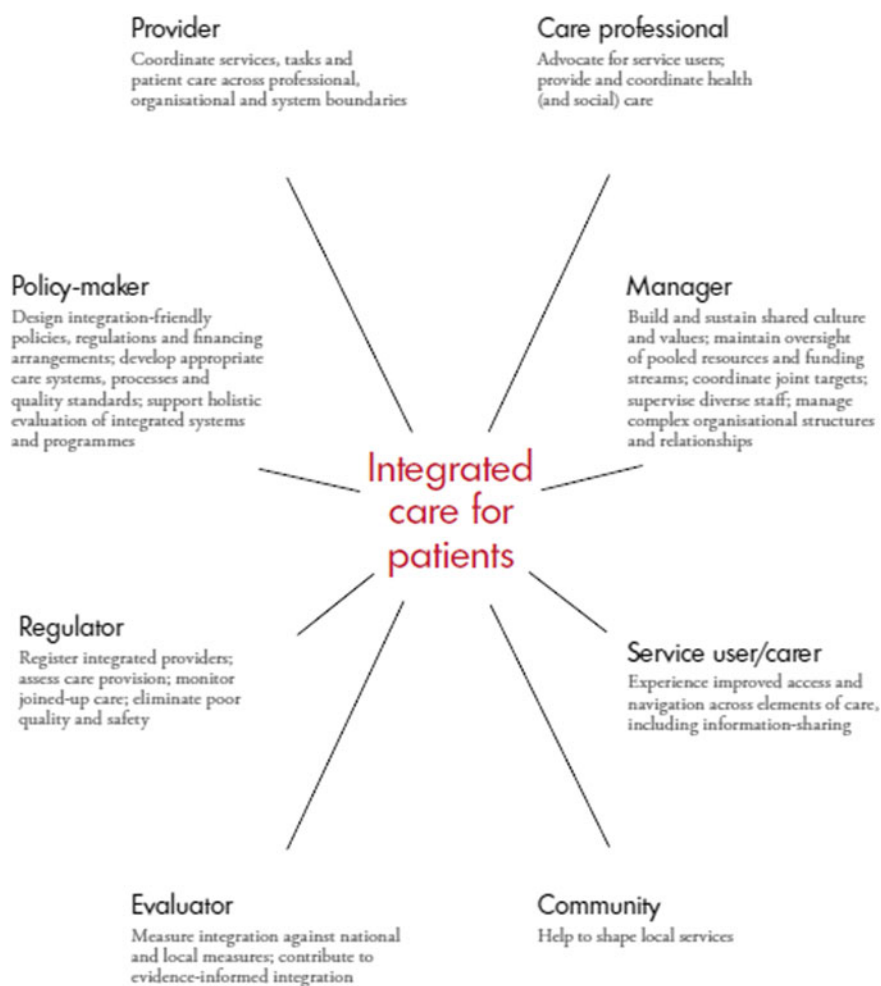 Provider
Coordinate services, tasks and
patient care across professional,
organisational and system boundaries
Care professional
Advocate for service users;
provide and coordinate health
(and social) care
Policy-maker
Design integration-friendly
policies, regulations and financing
arrangements; develop appropriate
care systems, processes and
quality standards; support holistic
evaluation of integrated systems
and programmes
Manager
Build and sustain shared culture
and values; maintain oversight
of pooled resources and funding
streams; coordinate joint targets;
supervise diverse staff; manage
complex organisational structures
and relationships
Integrated
care for
patients
Regulator
Register integrated providers;
assess care provision; monitor
joined-up care; eliminate poor
quality and safety
Service user/carer
Experience improved access and
navigation across elements of care,
including information-sharing
Evaluator
Measure integration against national
and local measures; contribute to
evidence-informed integration
Community
Help to shape local services